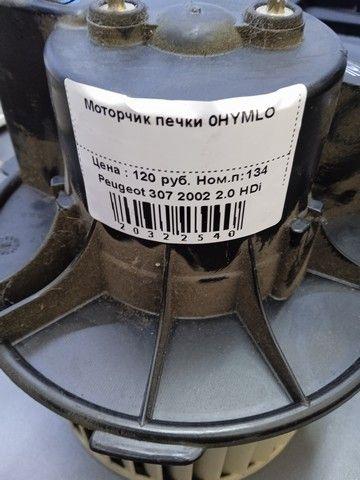 Моторчик печки 0HYMLO
Цена : 120 руб. Ном.п: 134
Peugeot 307 2002 2.0 HDi
20322540